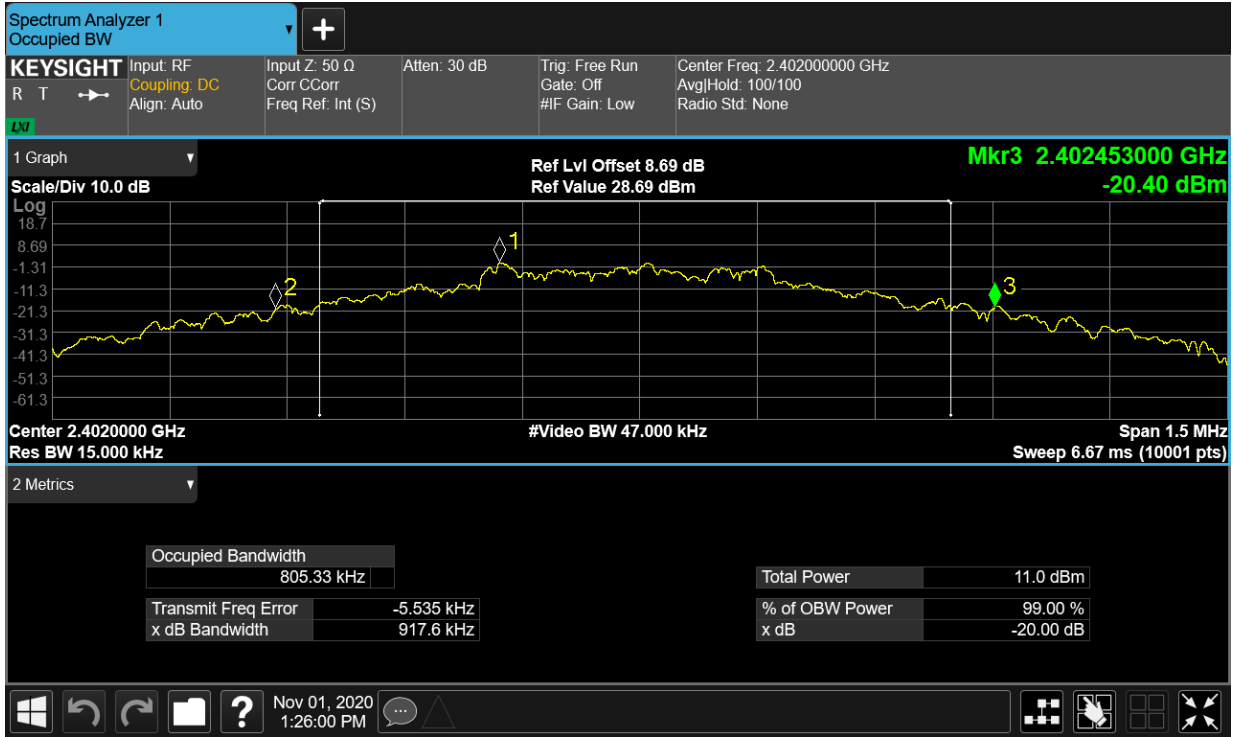 Spectrum Analyzer 1
Occupied BW
KEYSIGHT
R T
LXI
Input: RF
Coupling: DC
Align: Auto
Input Z: 50 Ω
Corr CCorr
Freq Ref: Int (S)
Atten: 30 dB
Trig: Free Run
Gate: Off
#IF Gain: Low
Center Freq: 2.402000000 GHz
Avg|Hold: 100/100
Radio Std: None
1 Graph
Scale/Div 10.0 dB
Ref Lvl Offset 8.69 dB
Ref Value 28.69 dBm
Mkr3 2.402453000 GHz
-20.40 dBm
Log
18.7
8.69
-1.31
-11.3
-21.3
-31.3
-41.3
-51.3
-61.3
1
2
3
Center 2.4020000 GHz
Res BW 15.000 kHz
#Video BW 47.000 kHz
Span 1.5 MHz
Sweep 6.67 ms (10001 pts)
2 Metrics
Occupied Bandwidth
805.33 kHz
Transmit Freq Error -5.535 kHz
x dB Bandwidth 917.6 kHz
Total Power 11.0 dBm
% of OBW Power 99.00 %
x dB -20.00 dB
?
Nov 01, 2020
1:26:00 PM